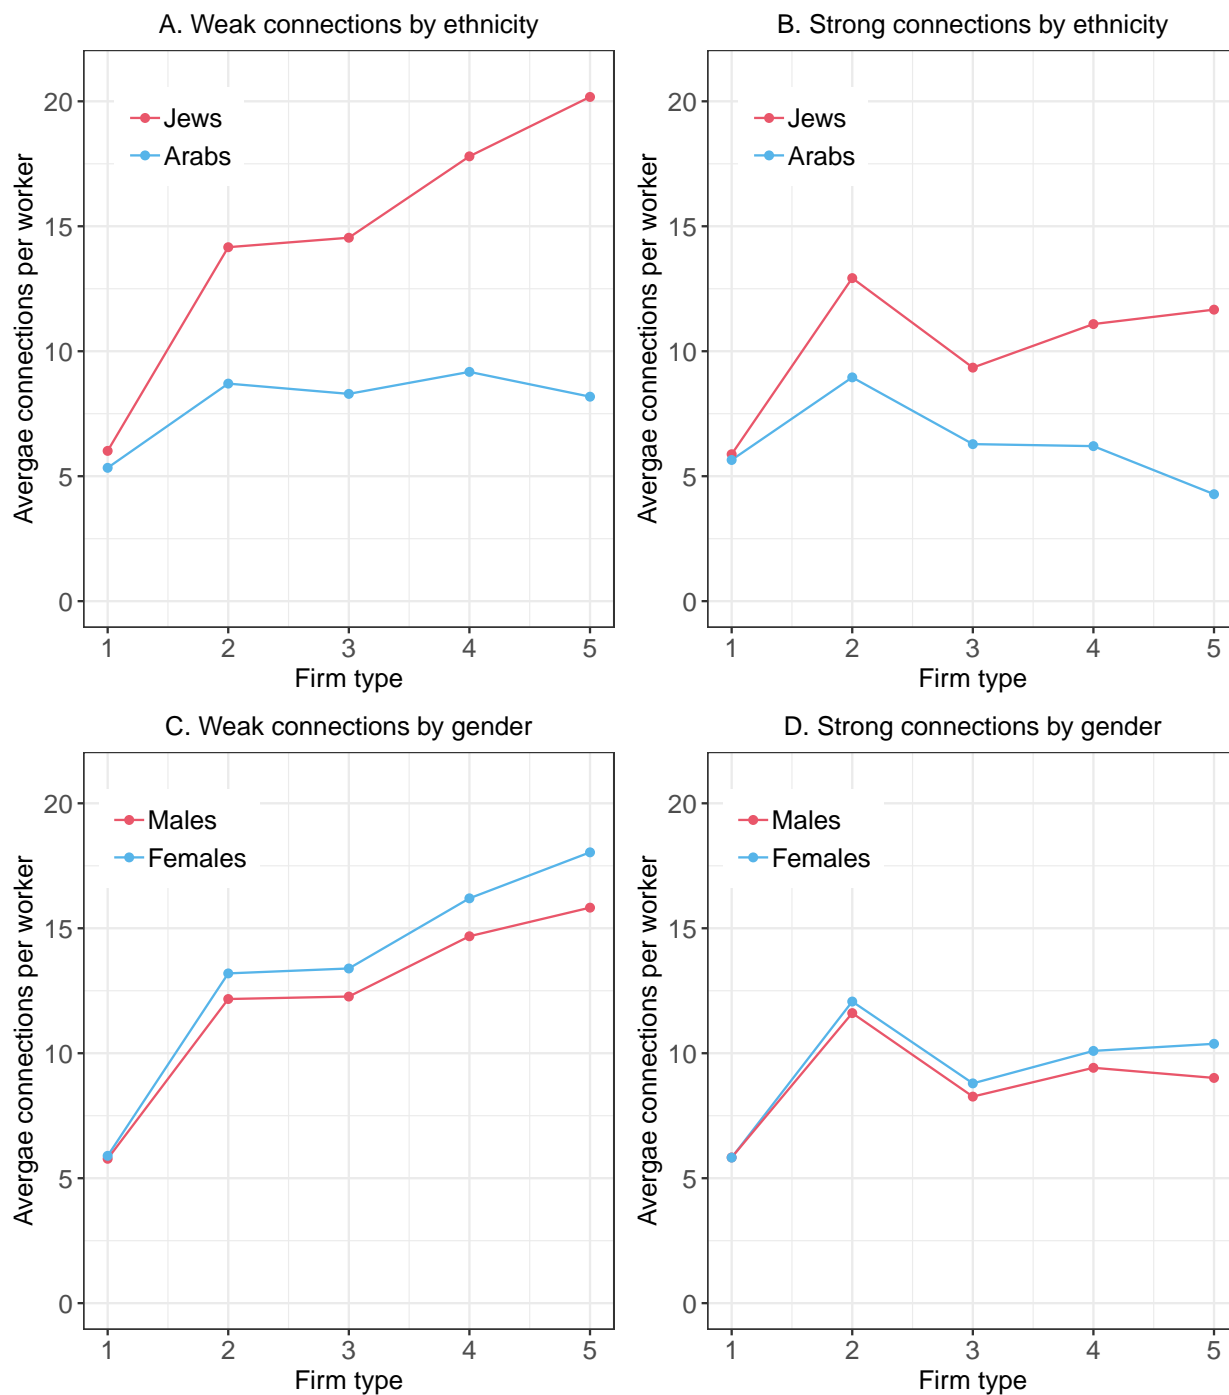 A. Weak connections by ethnicity
Avergae connections per worker
20
15
10
5
0
Jews
Arabs
1 2 3 4 5
Firm type
B. Strong connections by ethnicity
Avergae connections per worker
20
15
10
5
0
Jews
Arabs
1 2 3 4 5
Firm type
C. Weak connections by gender
Avergae connections per worker
20
15
10
5
0
Males
Females
1 2 3 4 5
Firm type
D. Strong connections by gender
Avergae connections per worker
20
15
10
5
0
Males
Females
1 2 3 4 5
Firm type